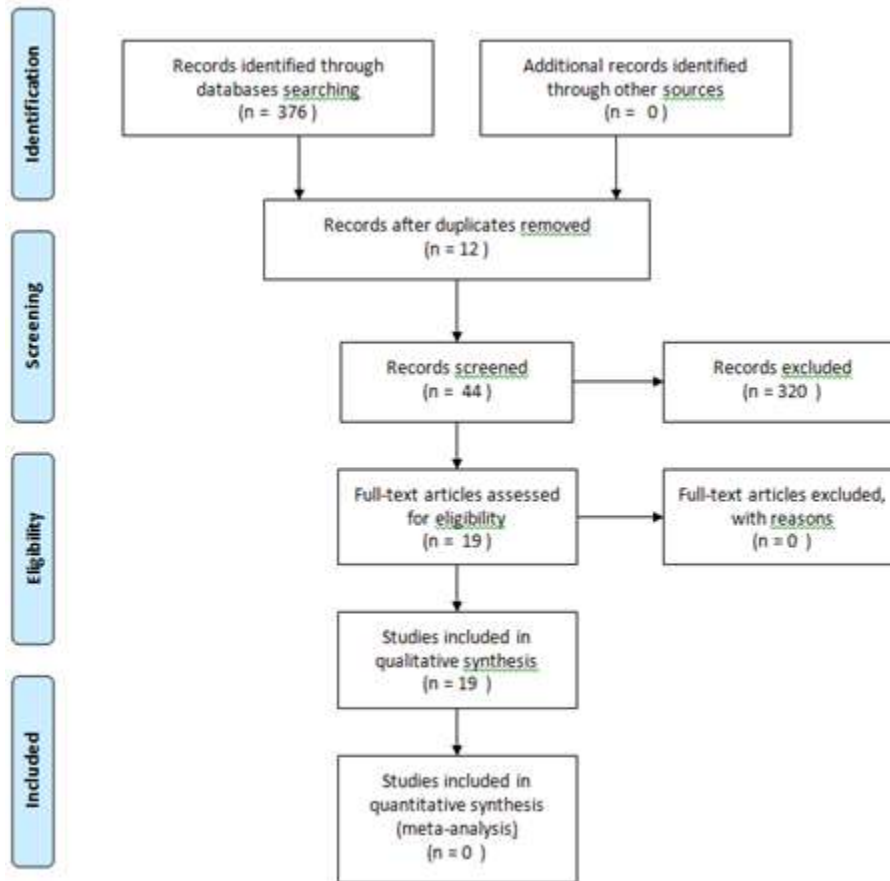 Identification
Records identified through
databases searching
(n = 376 )
Additional records identified
through other sources
(n = 0 )
Records after duplicates removed
(n = 12 )
Screening
Records screened
(n = 44 )
Records excluded
(n = 320 )
Eligibility
Full-text articles assessed
for eligibility
(n = 19 )
Full-text articles excluded,
with reasons
(n = 0 )
Studies included in
qualitative synthesis
(n = 19 )
Included
Studies included in
quantitative synthesis
(meta-analysis)
(n = 0 )